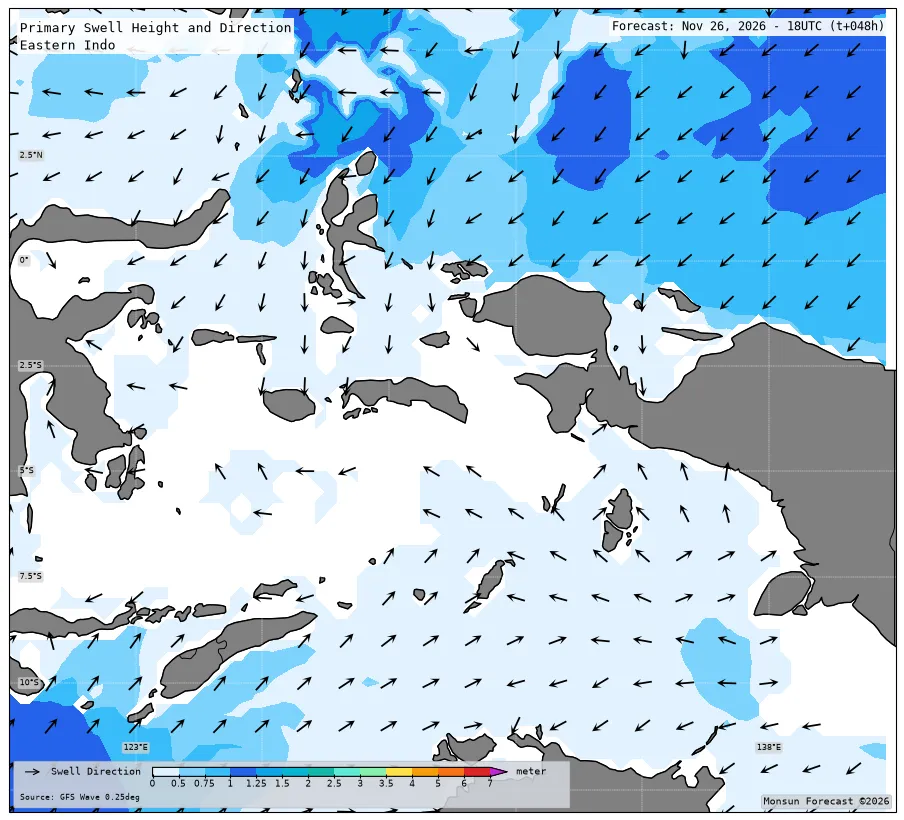 Primary Swell Height and Direction
Eastern Indo
Forecast: Nov 26, 2026 - 18UTC (t+048h)
2.5°N
0°
2.5°S
5°S
7.5°S
10°S
123°E
138°E
Swell Direction
0 0.5 0.75 1 1.25 1.5 2 2.5 3 3.5 4 5 6 7
meter
Source: GFS Wave 0.25deg
Monsun Forecast ©2026